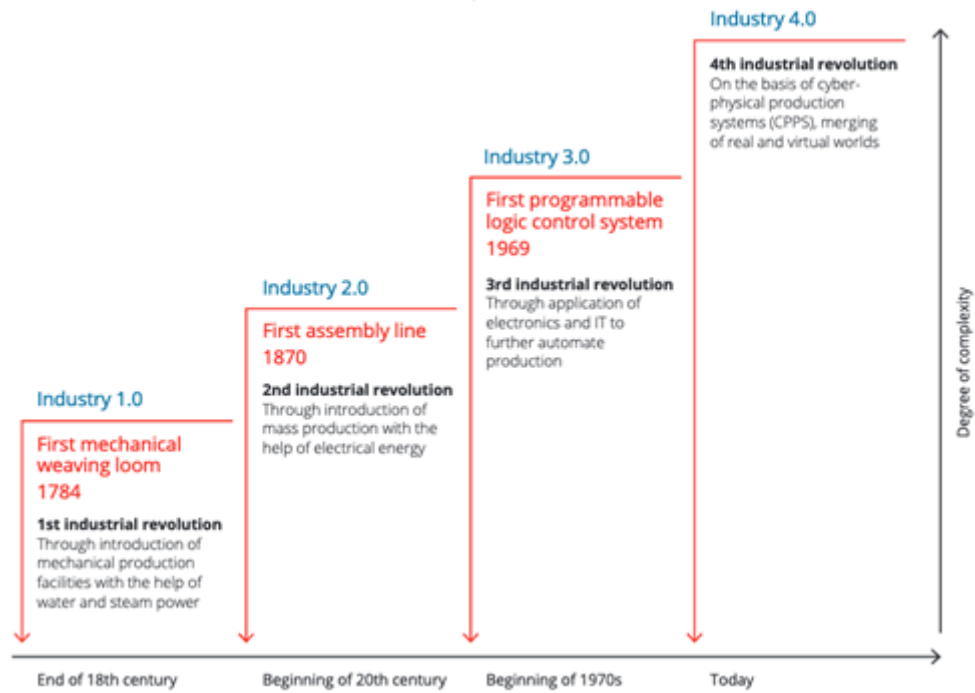 Industry 1.0
First mechanical
weaving loom
1784
1st industrial revolution
Through introduction of
mechanical production
facilities with the help of
water and steam power
End of 18th century
Industry 2.0
First assembly line
1870
2nd industrial revolution
Through introduction of
mass production with the
help of electrical energy
Beginning of 20th century
Industry 3.0
First programmable
logic control system
1969
3rd industrial revolution
Through application of
electronics and IT to
further automate
production
Beginning of 1970s
Industry 4.0
4th industrial revolution
On the basis of cyber-
physical production
systems (CPPS), merging
of real and virtual worlds
Today
Degree of complexity